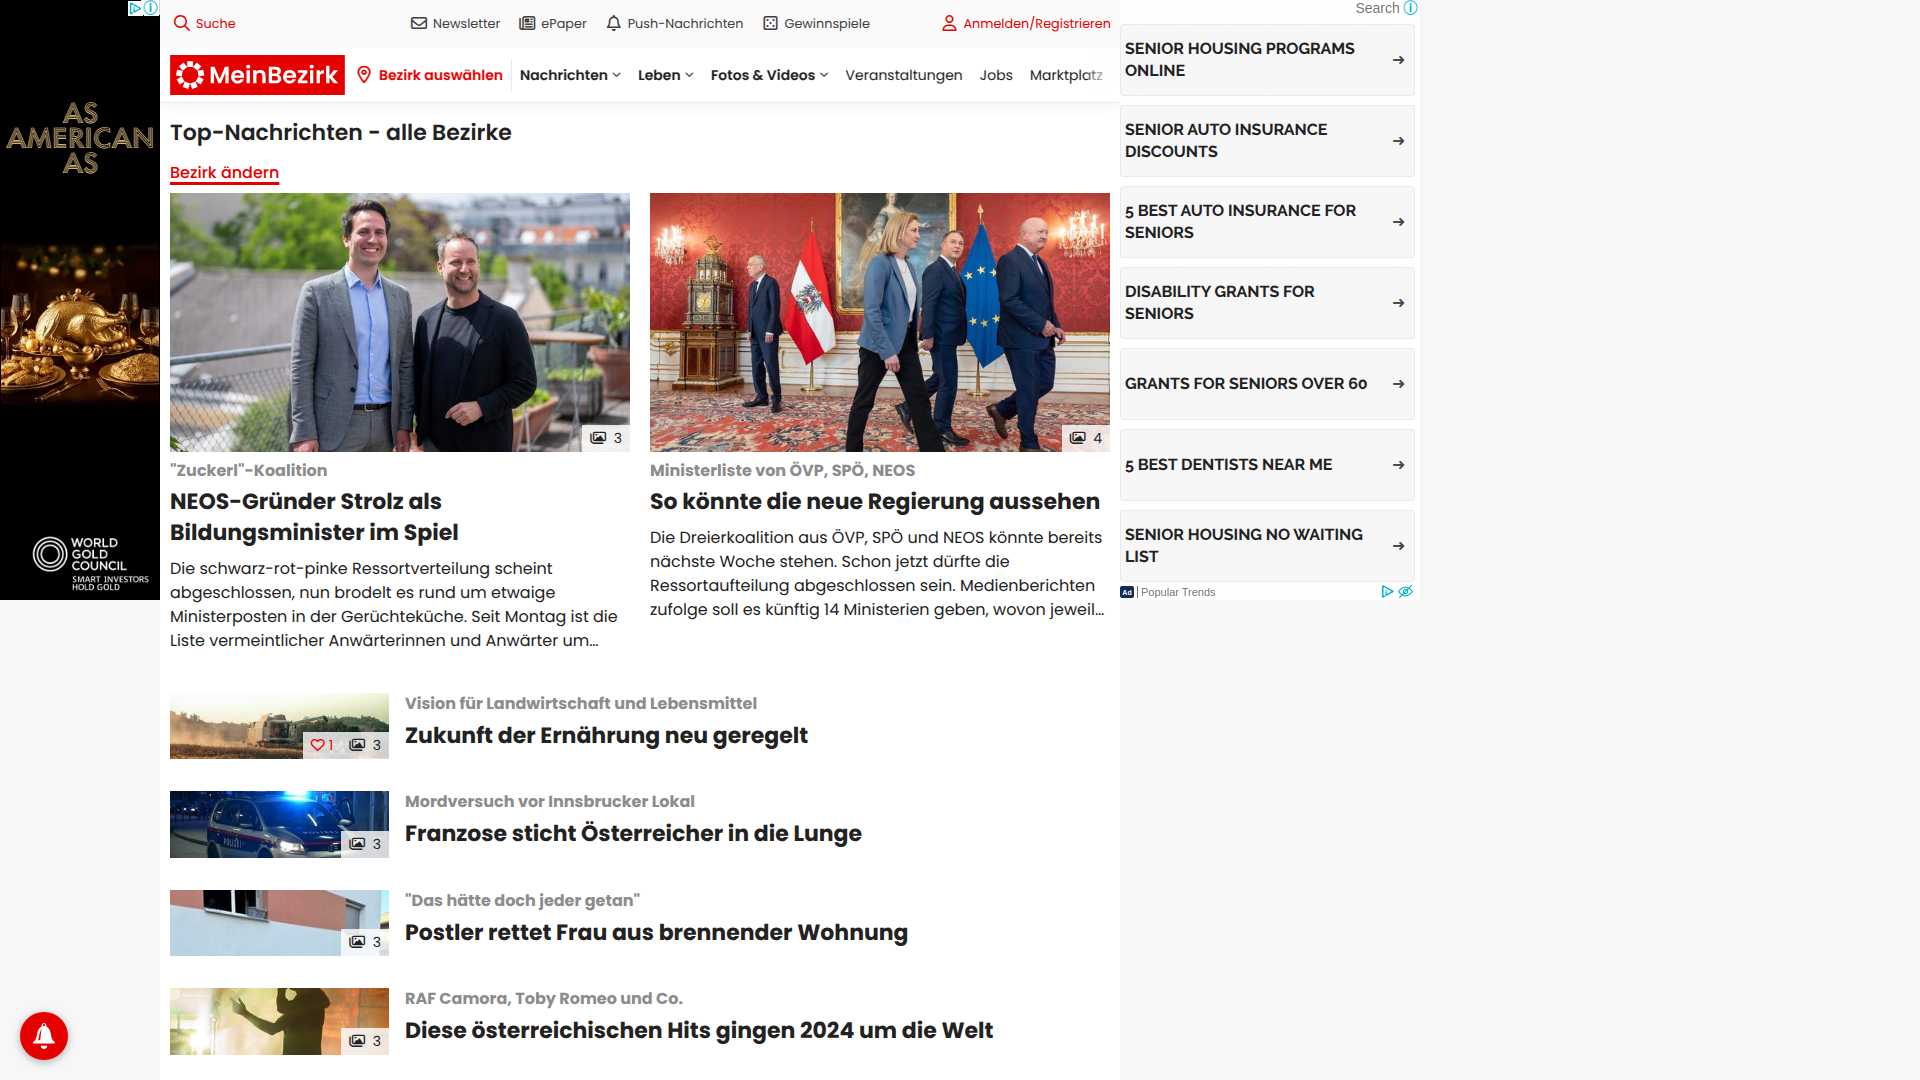 AS
AMERICAN
AS
WORLD
GOLD
COUNCIL
SMART INVESTORS
HOLD GOLD
Suche
Newsletter
ePaper
Push-Nachrichten
Gewinnspiele
Anmelden/Registrieren
MeinBezirk
Bezirk auswählen
Nachrichten
Leben
Fotos & Videos
Veranstaltungen
Jobs
Marktplatz
Top-Nachrichten - alle Bezirke
Bezirk ändern
3
"Zuckerl"-Koalition
NEOS-Gründer Strolz als
Bildungsminister im Spiel
Die schwarz-rot-pinke Ressortverteilung scheint
abgeschlossen, nun brodelt es rund um etwaige
Ministerposten in der Gerüchteküche. Seit Montag ist die
Liste vermeintlicher Anwärterinnen und Anwärter um...
4
Ministerliste von ÖVP, SPÖ, NEOS
So könnte die neue Regierung aussehen
Die Dreierkoalition aus ÖVP, SPÖ und NEOS könnte bereits
nächste Woche stehen. Schon jetzt dürfte die
Ressortaufteilung abgeschlossen sein. Medienberichten
zufolge soll es künftig 14 Ministerien geben, wovon jeweil...
1 3
Vision für Landwirtschaft und Lebensmittel
Zukunft der Ernährung neu geregelt
POLIZEI
3
Mordversuch vor Innsbrucker Lokal
Franzose sticht Österreicher in die Lunge
3
"Das hätte doch jeder getan"
Postler rettet Frau aus brennender Wohnung
3
RAF Camora, Toby Romeo und Co.
Diese österreichischen Hits gingen 2024 um die Welt
Search
SENIOR HOUSING PROGRAMS
ONLINE
SENIOR AUTO INSURANCE
DISCOUNTS
5 BEST AUTO INSURANCE FOR
SENIORS
DISABILITY GRANTS FOR
SENIORS
GRANTS FOR SENIORS OVER 60
5 BEST DENTISTS NEAR ME
SENIOR HOUSING NO WAITING
LIST
Ad | Popular Trends